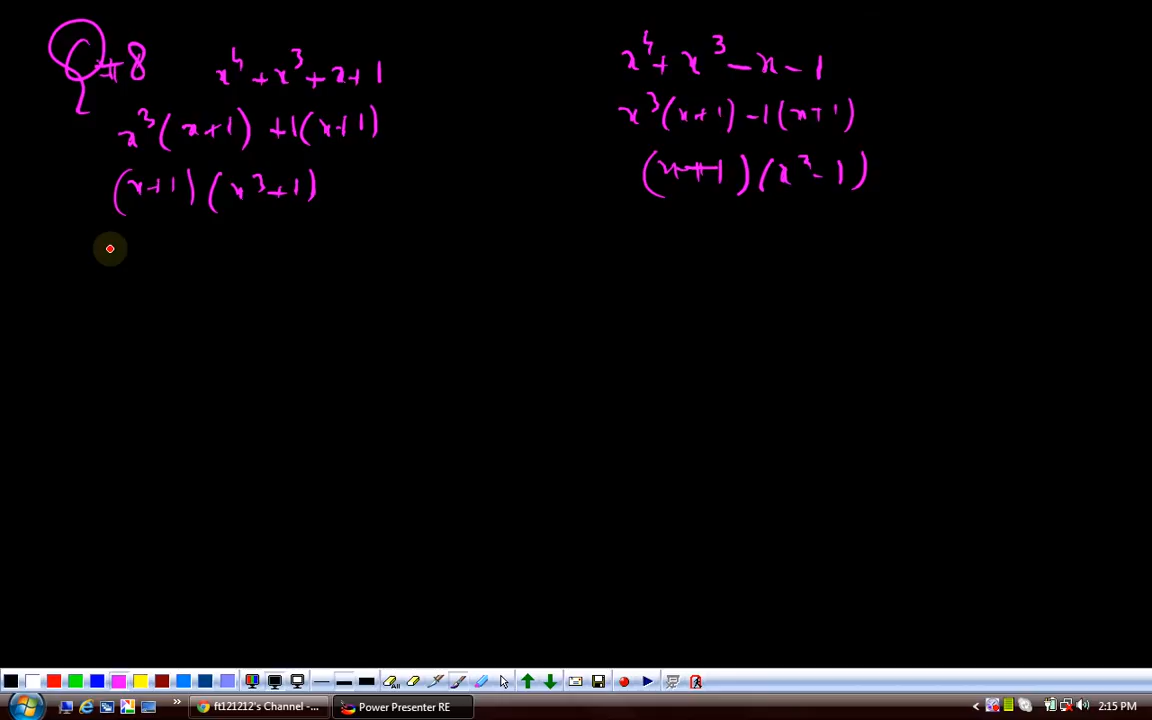 Q#8 x⁴ + x³ + x + 1
x³(x+1) + 1(x+1)
(x+1)(x³+1)
x⁴ + x³ - x - 1
x³(x+1) - 1(x+1)
(x+1)(x³-1)
ft121212's Channel -... Power Presenter RE 2:15 PM